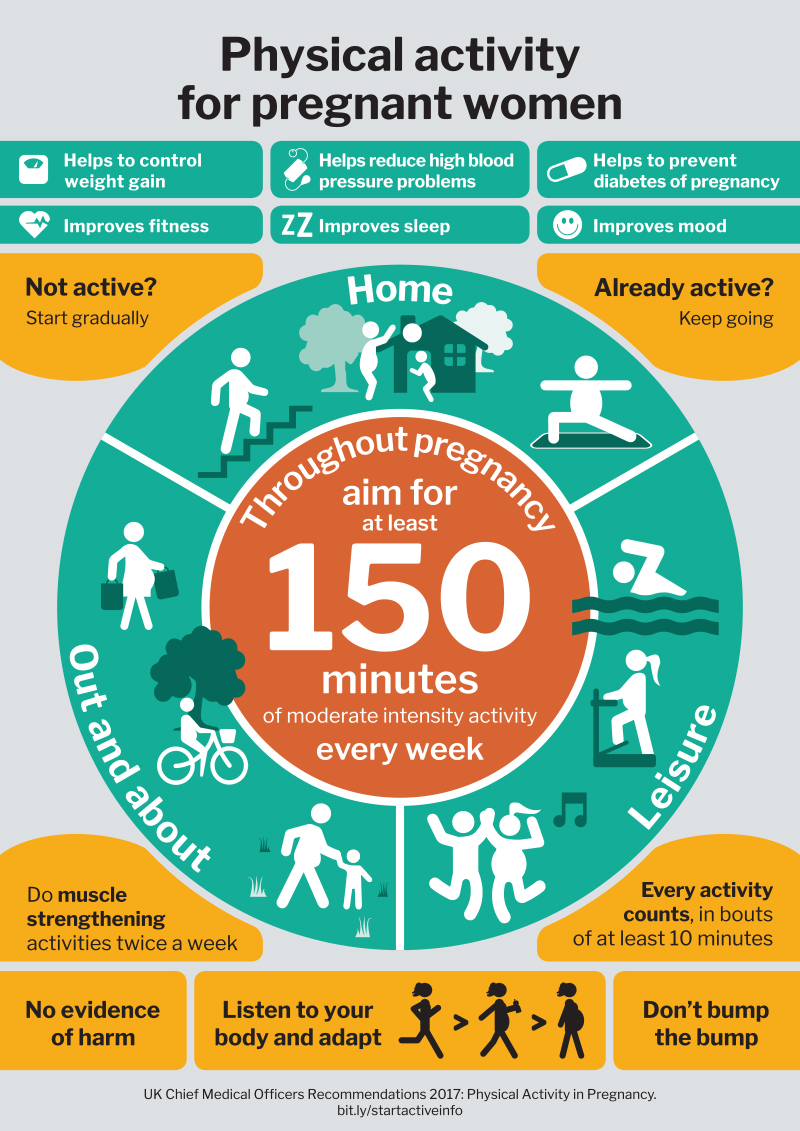 Physical activity
for pregnant women
Helps to control
weight gain
Helps reduce high blood
pressure problems
Helps to prevent
diabetes of pregnancy
Improves fitness
ZZ
Improves sleep
Improves mood
Not active?
Start gradually
Already active?
Keep going
Home
Throughout pregnancy
aim for
at least
150
minutes
of moderate intensity activity
every week
Out and about
Leisure
Do muscle
strengthening
activities twice a week
Every activity
counts, in bouts
of at least 10 minutes
No evidence
of harm
Listen to your
body and adapt
> >
Don't bump
the bump
UK Chief Medical Officers Recommendations 2017: Physical Activity in Pregnancy.
bit.ly/startactiveinfo